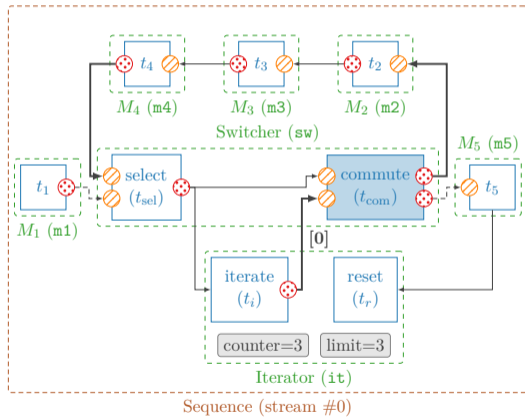 t4
t3
t2
M4 (m4)
M3 (m3)
M2 (m2)
Switcher (sw)
M5 (m5)
t1
select
(tsel)
commute
(tcom)
t5
M1 (m1)
[0]
iterate
(ti)
reset
(tr)
counter=3
limit=3
Iterator (it)
Sequence (stream #0)